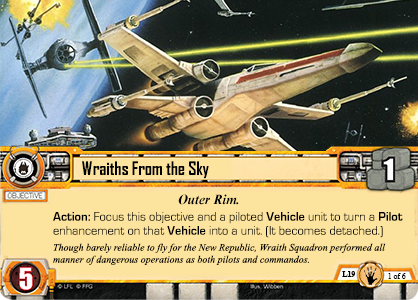 Wraiths From the Sky
1
OBJECTIVE
Outer Rim.
Action: Focus this objective and a piloted Vehicle unit to turn a Pilot
enhancement on that Vehicle into a unit. (It becomes detached.)
Though barely reliable to fly for the New Republic, Wraith Squadron performed all
manner of dangerous operations as both pilots and commandos.
5
L19
1 of 6
© LFL © FFG
Illus. Wibben